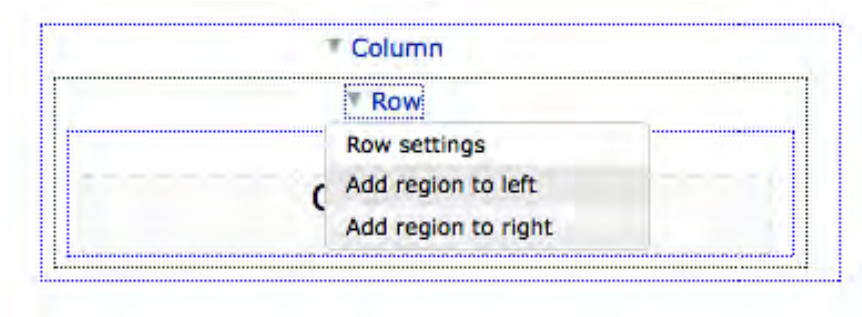 Column
Row
Row settings
Add region to left
Add region to right